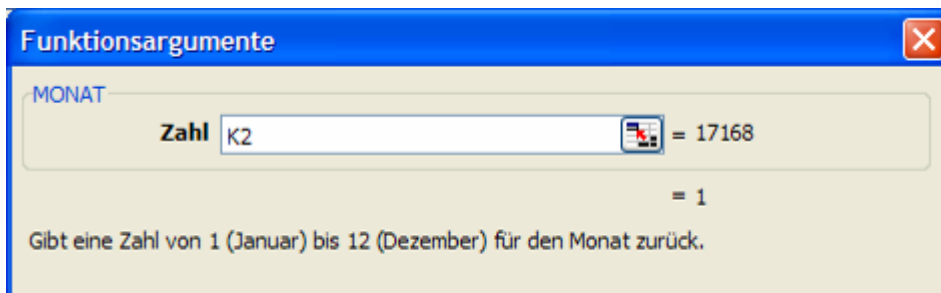 Funktionsargumente
MONAT
Zahl K2 = 17168
= 1
Gibt eine Zahl von 1 (Januar) bis 12 (Dezember) für den Monat zurück.